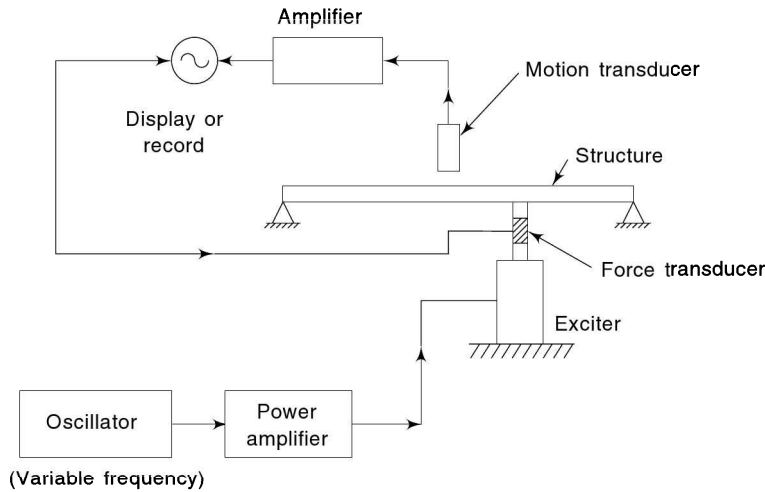 Amplifier
Motion transducer
Display or
record
Structure
Force transducer
Exciter
Oscillator
Power
amplifier
(Variable frequency)